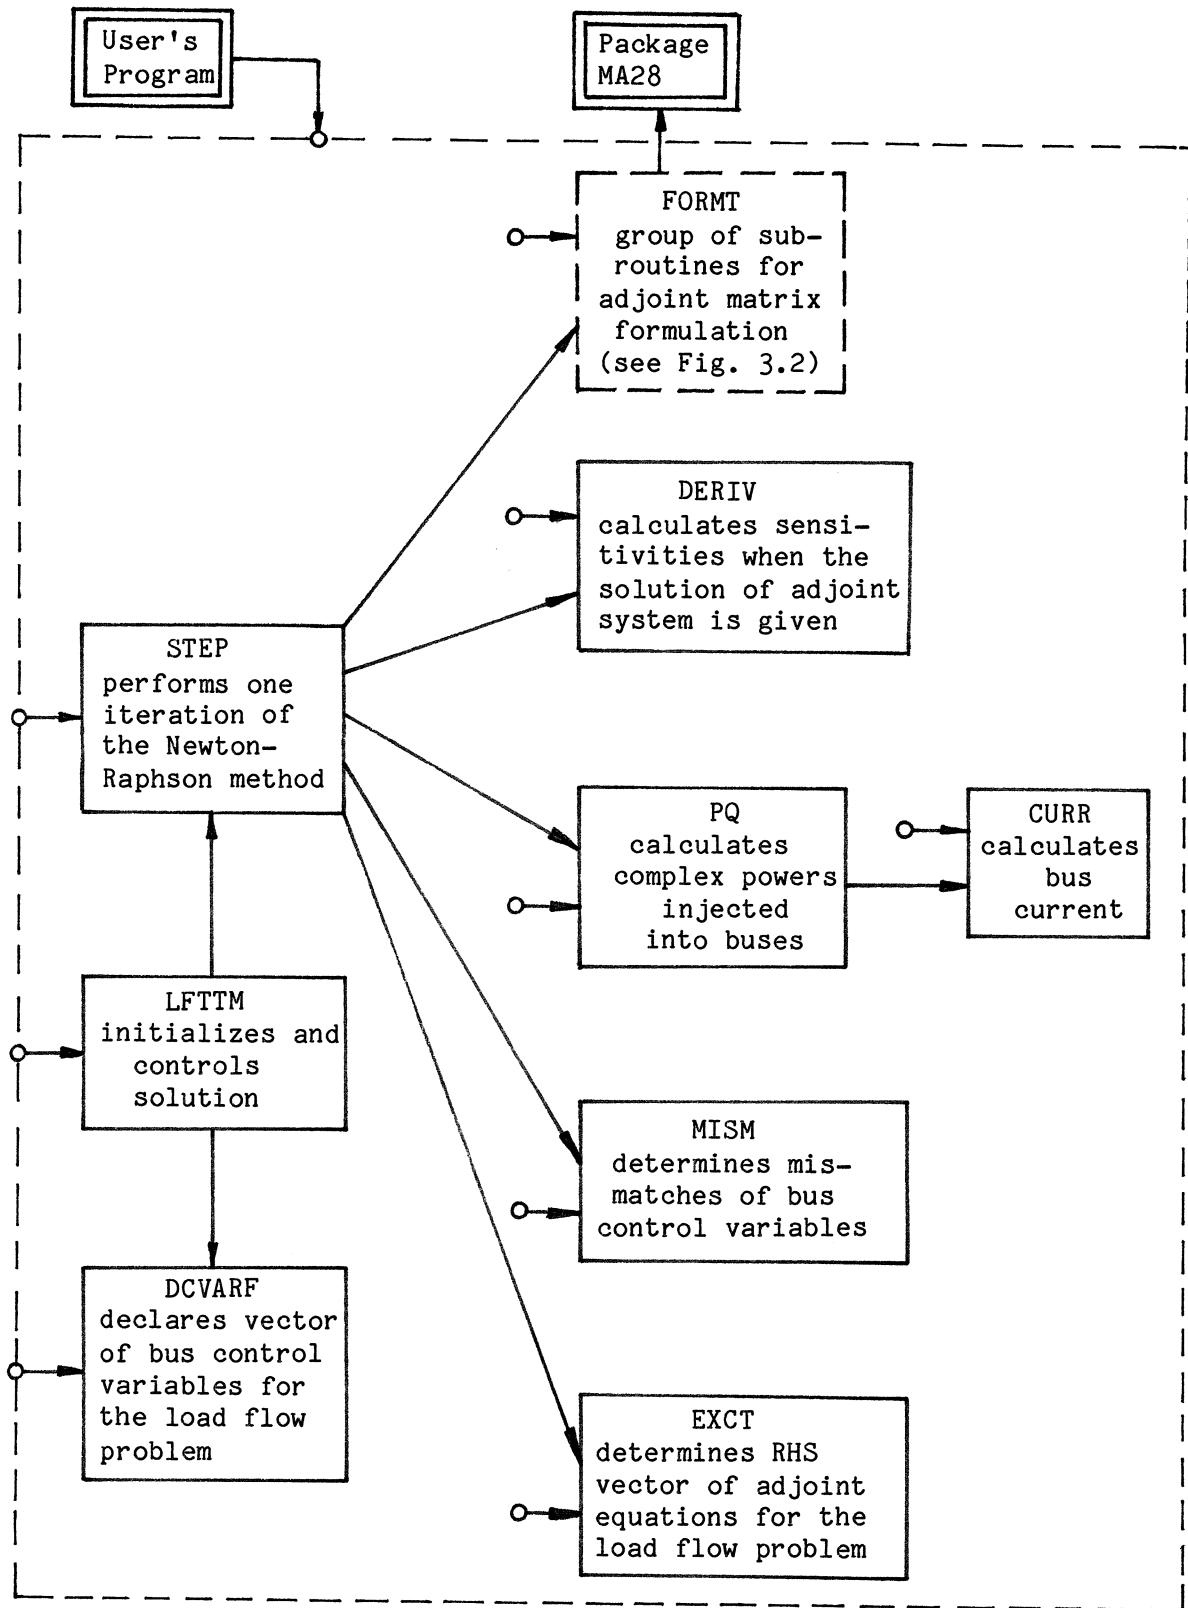 User's
Program
Package
MA28
FORMT
group of sub-
routines for
adjoint matrix
formulation
(see Fig. 3.2)
DERIV
calculates sensi-
tivities when the
solution of adjoint
system is given
STEP
performs one
iteration of
the Newton-
Raphson method
PQ
calculates
complex powers
injected
into buses
CURR
calculates
bus
current
LFTTM
initializes and
controls
solution
MISM
determines mis-
matches of bus
control variables
DCVARF
declares vector
of bus control
variables for
the load flow
problem
EXCT
determines RHS
vector of adjoint
equations for the
load flow problem